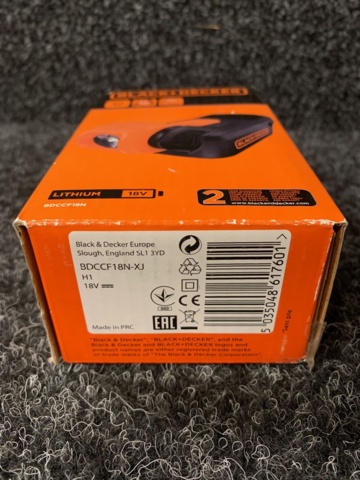 BLACK+DECKER
BLACK+DECKER
LITHIUM 18V
BDCCF18N
2
www.blackanddecker.com
Black & Decker Europe
Slough, England SL1 3YD
BDCCF18N-XJ
H1
18V
Made in PRC
EAC
5 035048 617601 >
"Black & Decker", "BLACK+DECKER", and the
Black & Decker and BLACK+DECKER logos and
product names are either registered trade marks
or trade marks of "The Black & Decker Corporation"